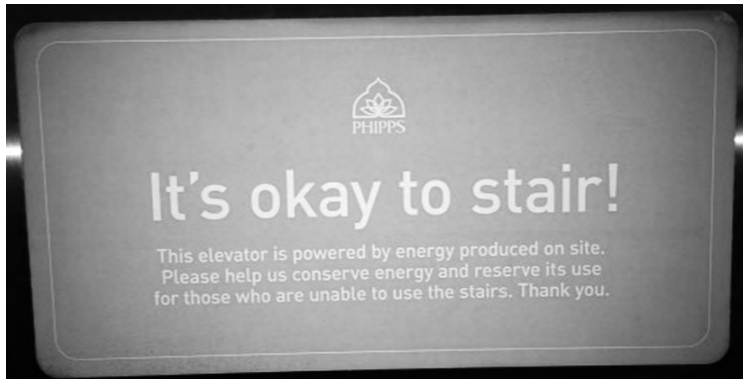 PHIPPS
It's okay to stair!
This elevator is powered by energy produced on site.
Please help us conserve energy and reserve its use
for those who are unable to use the stairs. Thank you.